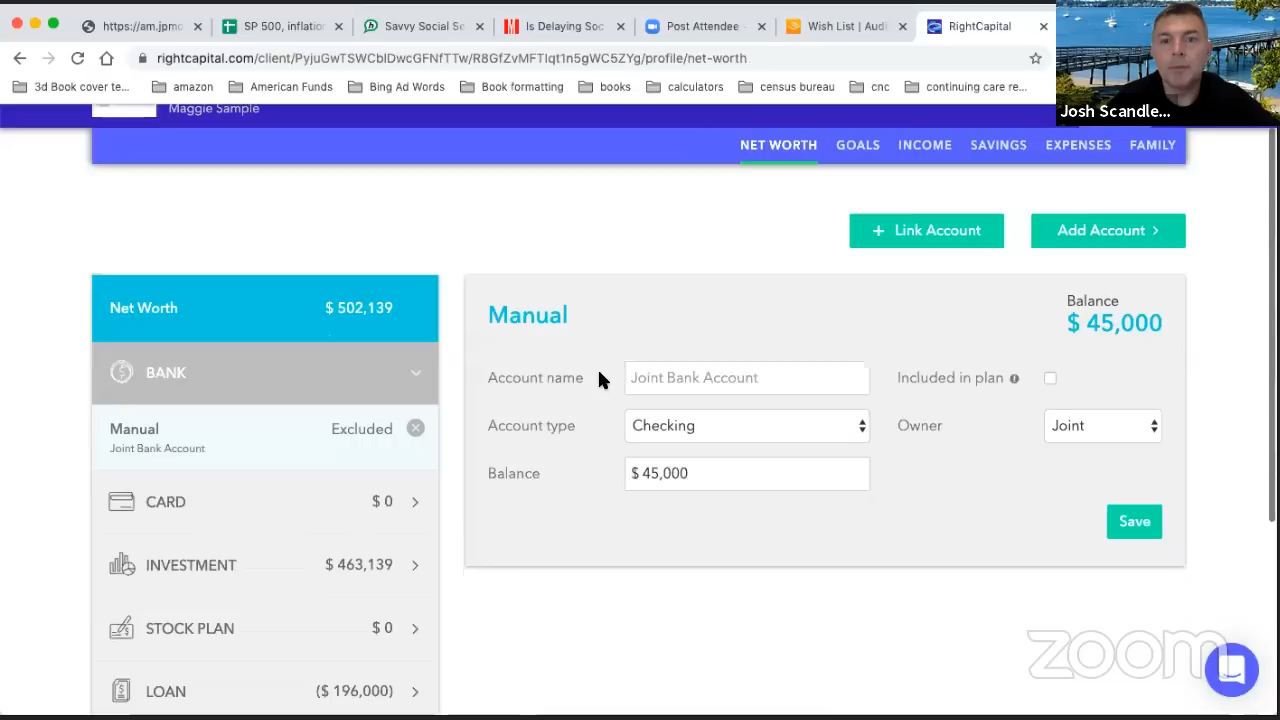 https://am.jpmo
SP 500, inflation
Savvy Social Se
Is Delaying Soc
Post Attendee
Wish List | Audi
RightCapital
rightcapital.com/client/PyjuGwTSWCbIDwcGFNfTTw/R8GfZvMFTIqt1n5gWC5ZYg/profile/net-worth
3d Book cover te...
amazon
American Funds
Bing Ad Words
Book formatting
books
calculators
census bureau
cnc
continuing care re...
Josh Scandle...
Maggie Sample
NET WORTH
GOALS
INCOME
SAVINGS
EXPENSES
FAMILY
+ Link Account
Add Account >
Net Worth $ 502,139
BANK
Manual Excluded
Joint Bank Account
CARD $ 0
INVESTMENT $ 463,139
STOCK PLAN $ 0
LOAN ($ 196,000)
Manual
Balance
$ 45,000
Account name Joint Bank Account Included in plan
Account type Checking Owner Joint
Balance $ 45,000
Save
zoom